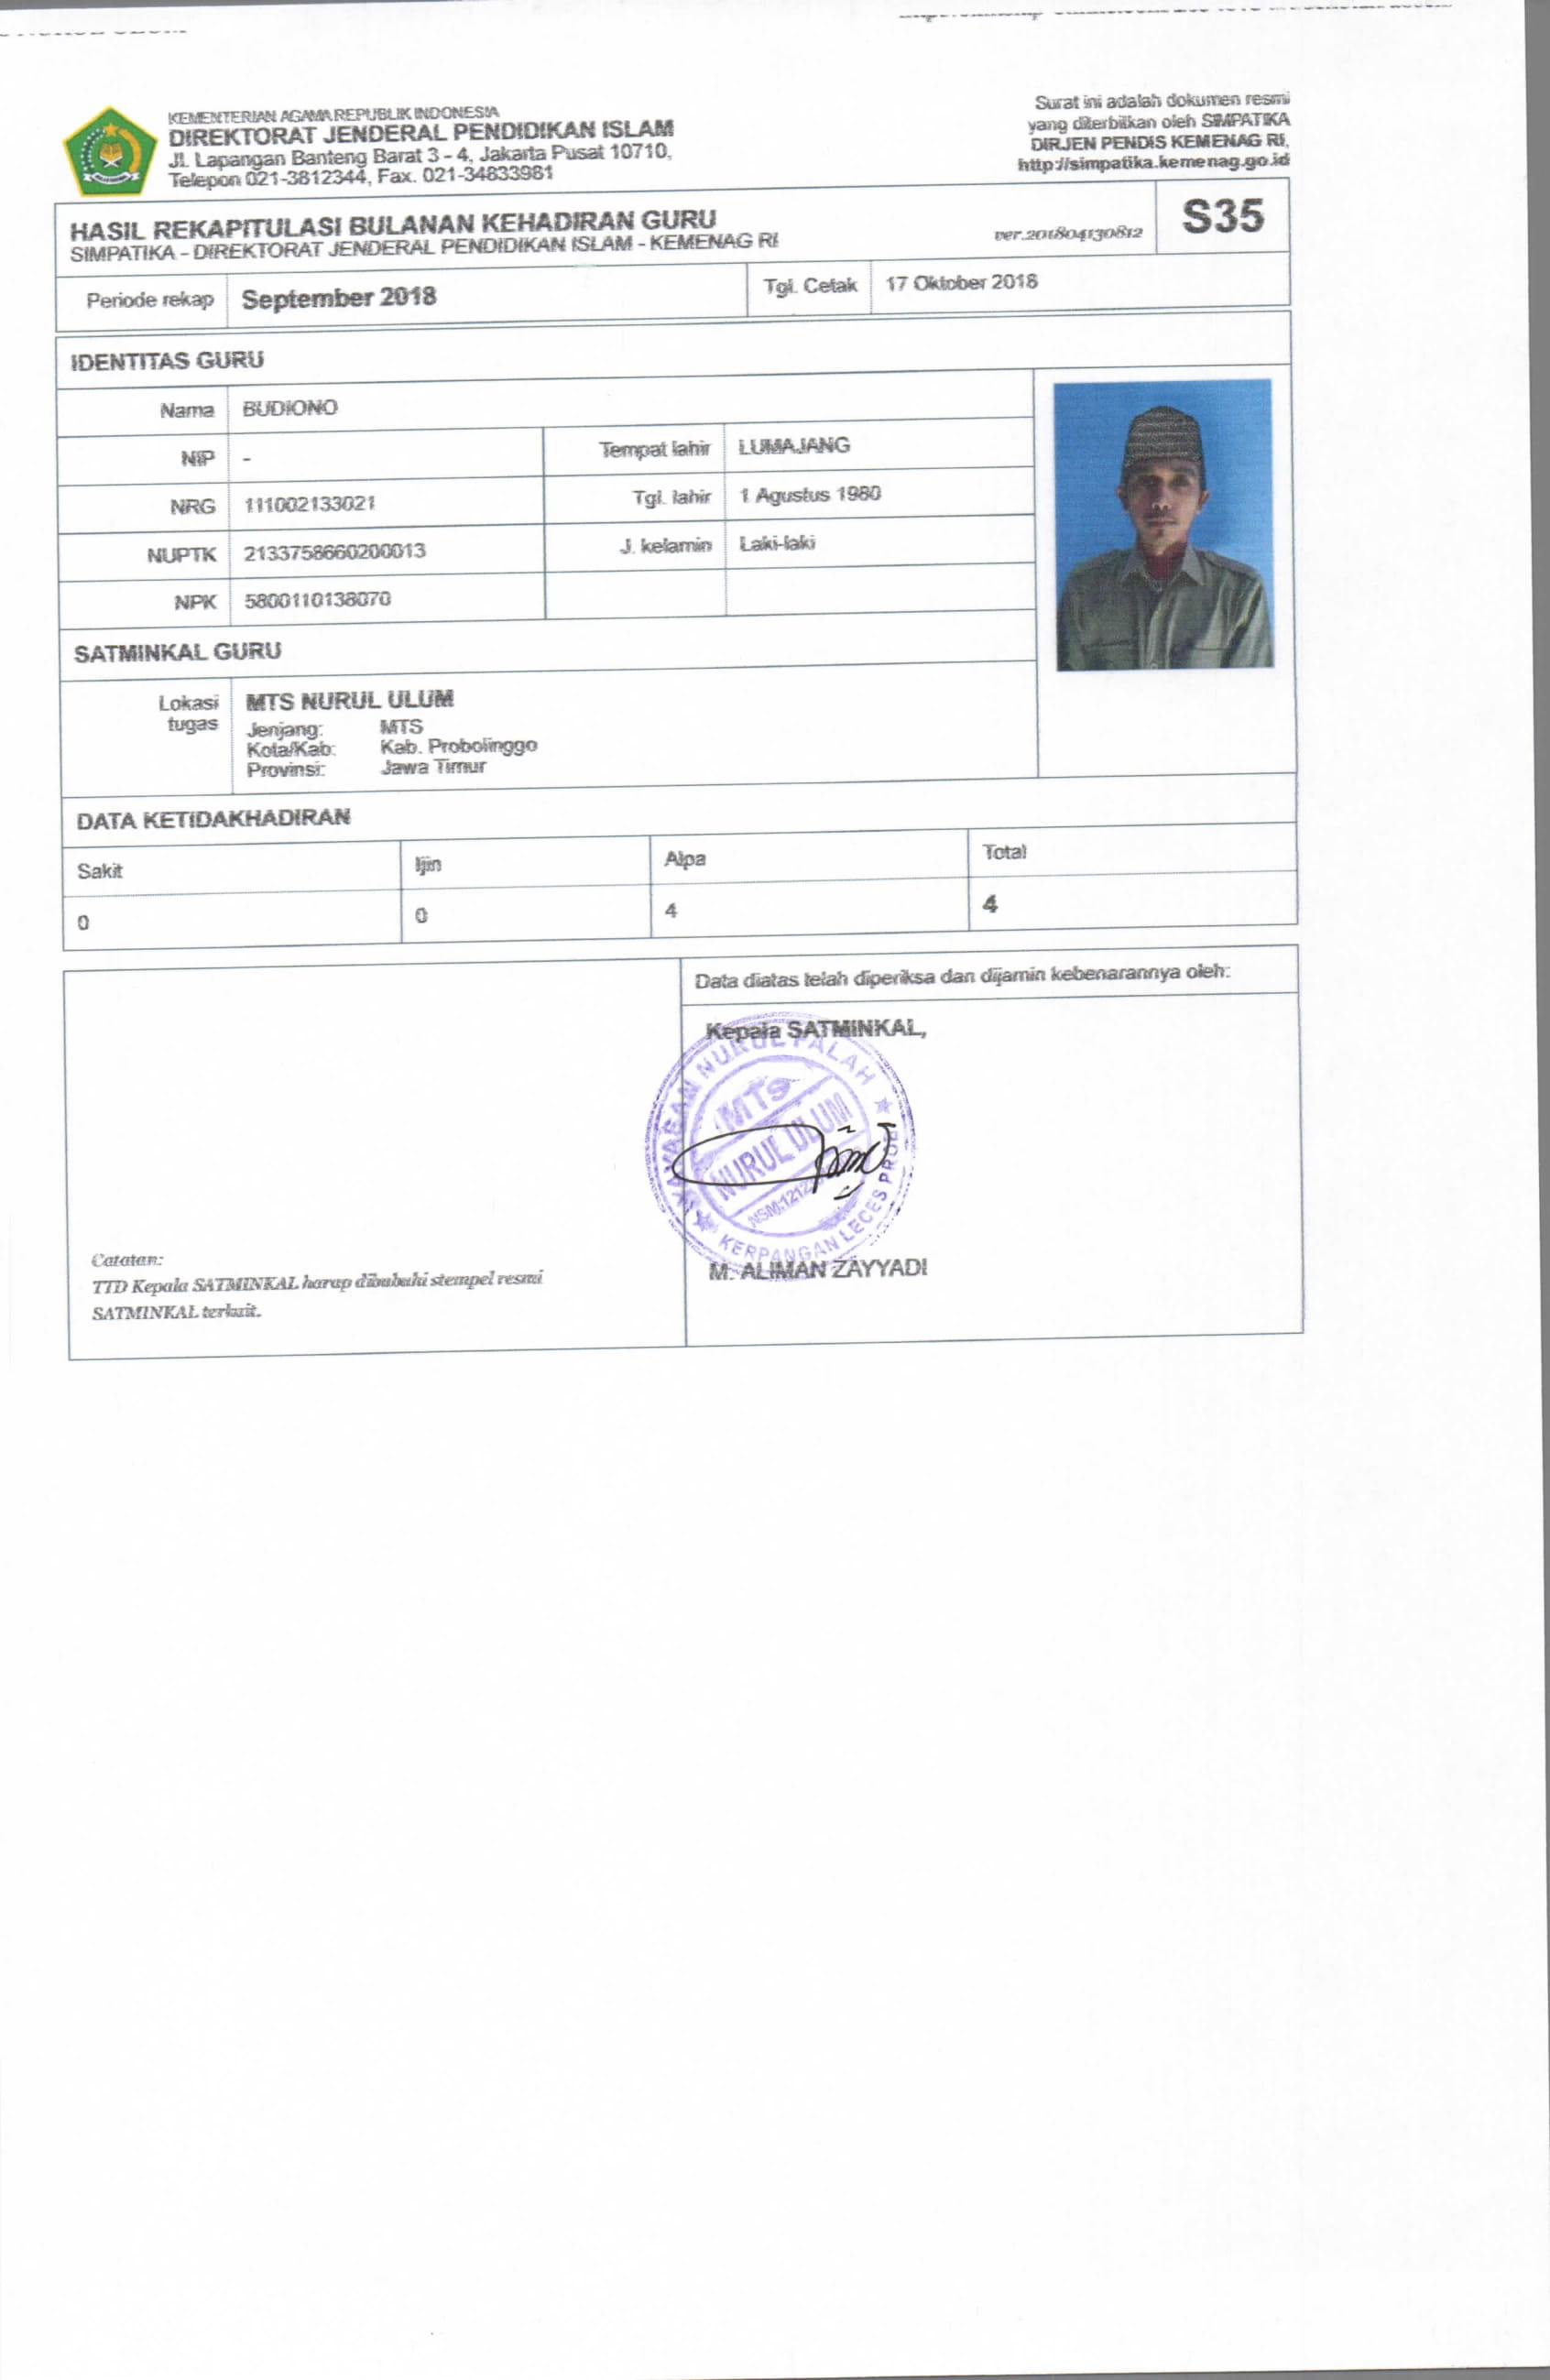 KEMENTERIAN AGAMA REPUBLIK INDONESIA
DIREKTORAT JENDERAL PENDIDIKAN ISLAM
Jl. Lapangan Banteng Barat 3 - 4, Jakarta Pusat 10710,
Telepon 021-3812344, Fax. 021-34833981
Surat ini adalah dokumen resmi
yang diterbitkan oleh SIMPATIKA
DIRJEN PENDIS KEMENAG RI,
http://simpatika.kemenag.go.id
HASIL REKAPITULASI BULANAN KEHADIRAN GURU
SIMPATIKA - DIREKTORAT JENDERAL PENDIDIKAN ISLAM - KEMENAG RI
ver.201804130812
S35
Periode rekap September 2018 Tgl. Cetak 17 Oktober 2018
IDENTITAS GURU
Nama BUDIONO
NIP - Tempat lahir LUMAJANG
NRG 111002133021 Tgl. lahir 1 Agustus 1980
NUPTK 2133758660200013 J. kelamin Laki-laki
NPK 5800110138070
SATMINKAL GURU
Lokasi tugas MTS NURUL ULUM
Jenjang: MTS
Kota/Kab: Kab. Probolinggo
Provinsi: Jawa Timur
DATA KETIDAKHADIRAN
Sakit Ijin Alpa Total
0 0 4 4
Data diatas telah diperiksa dan dijamin kebenarannya oleh:
Kepala SATMINKAL,
YAYASAN NURUL PALAH
MTS
NURUL ULUM
NSM:1212
KERPANGAN LECES PROB
M. ALIMAN ZAYYADI
Catatan:
TTD Kepala SATMINKAL harap dibubuhi stempel resmi
SATMINKAL terkait.